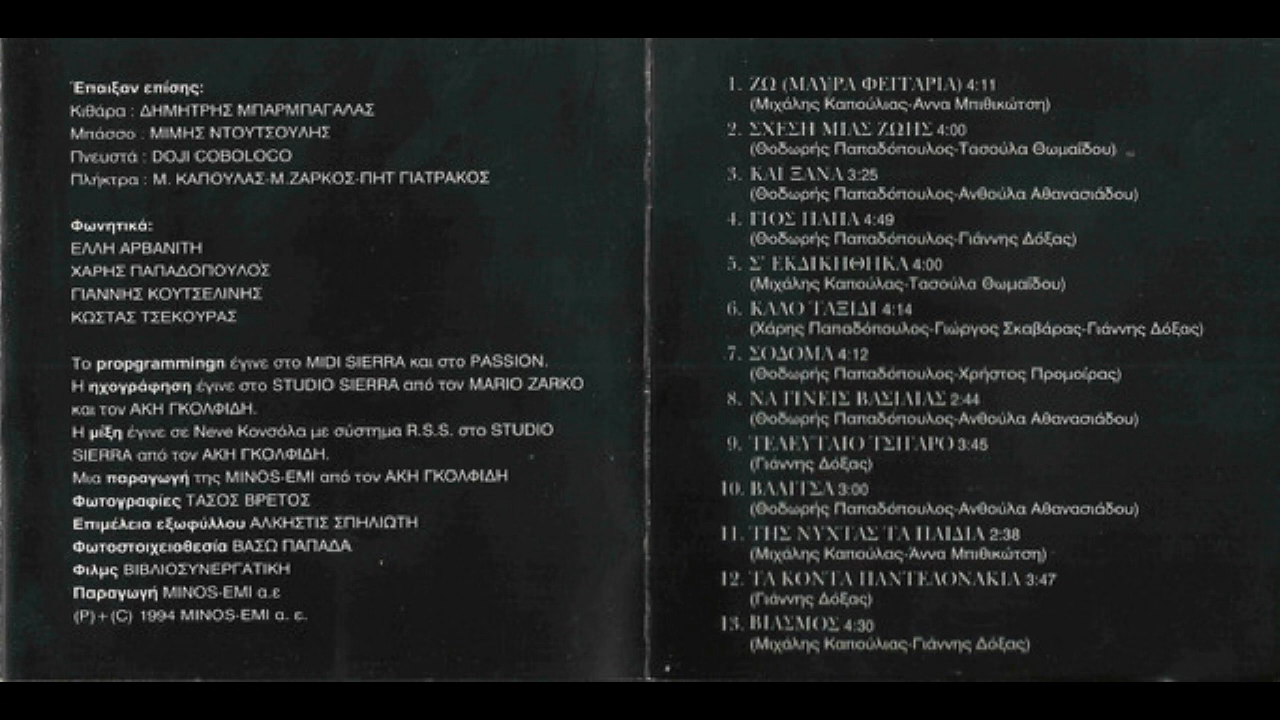 Έπαιξαν επίσης:
Κιθάρα : ΔΗΜΗΤΡΗΣ ΜΠΑΡΜΠΑΓΑΛΑΣ
Μπάσσο : ΜΙΜΗΣ ΝΤΟΥΤΣΟΥΛΗΣ
Πνευστά : DOJI COBOLOCO
Πλήκτρα : Μ. ΚΑΠΟΥΛΑΣ-Μ.ΖΑΡΚΟΣ-ΠΗΤ ΓΙΑΤΡΑΚΟΣ
Φωνητικά:
ΕΛΛΗ ΑΡΒΑΝΙΤΗ
ΧΑΡΗΣ ΠΑΠΑΔΟΠΟΥΛΟΣ
ΓΙΑΝΝΗΣ ΚΟΥΤΣΕΛΙΝΗΣ
ΚΩΣΤΑΣ ΤΣΕΚΟΥΡΑΣ
Το propgrammingn έγινε στο MIDI SIERRA και στο PASSION.
Η ηχογράφηση έγινε στο STUDIO SIERRA από τον MARIO ZARKO
και τον ΑΚΗ ΓΚΟΛΦΙΔΗ.
Η μίξη έγινε σε Neve Κονσόλα με σύστημα R.S.S. στο STUDIO
SIERRA από τον ΑΚΗ ΓΚΟΛΦΙΔΗ.
Μια παραγωγή της MINOS-EMI από τον ΑΚΗ ΓΚΟΛΦΙΔΗ
Φωτογραφίες ΤΑΣΟΣ ΒΡΕΤΟΣ
Επιμέλεια εξωφύλλου ΑΛΚΗΣΤΙΣ ΣΠΗΛΙΩΤΗ
Φωτοστοιχειοθεσία ΒΑΣΩ ΠΑΠΑΔΑ
Φιλμς ΒΙΒΛΙΟΣΥΝΕΡΓΑΤΙΚΗ
Παραγωγή MINOS-EMI α.ε
(P)+(C) 1994 MINOS-EMI α. ε.
1. ΖΩ (ΜΑΥΡΑ ΦΕΓΓΑΡΙΑ) 4:11
(Μιχάλης Καπούλιας-Αννα Μπιθικώτση)
2. ΣΧΕΣΗ ΜΙΑΣ ΖΩΗΣ 4:00
(Θοδωρής Παπαδόπουλος-Τασούλα Θωμαΐδου)
3. ΚΑΙ ΞΑΝΑ 3:25
(Θοδωρής Παπαδόπουλος-Ανθούλα Αθανασιάδου)
4. ΓΙΟΣ ΠΑΠΑ 4:49
(Θοδωρής Παπαδόπουλος-Γιάννης Δόξας)
5. Σ' ΕΚΔΙΚΗΘΗΚΑ 4:00
(Μιχάλης Καπούλας-Τασούλα Θωμαΐδου)
6. ΚΑΛΟ ΤΑΞΙΔΙ 4:14
(Χάρης Παπαδόπουλος-Γιώργος Σκαβάρας-Γιάννης Δόξας)
7. ΣΟΔΟΜΑ 4:12
(Θοδωρής Παπαδόπουλος-Χρήστος Προμοίρας)
8. ΝΑ ΓΙΝΕΙΣ ΒΑΣΙΛΙΑΣ 2:44
(Θοδωρής Παπαδόπουλος-Ανθούλα Αθανασιάδου)
9. ΤΕΛΕΥΤΑΙΟ ΤΣΙΓΑΡΟ 3:45
(Γιάννης Δόξας)
10. ΒΛΑΙΤΣΑ 3:00
(Θοδωρής Παπαδόπουλος-Ανθούλα Αθανασιάδου)
11. ΤΗΣ ΝΥΧΤΑΣ ΤΑ ΠΑΙΔΙΑ 2:38
(Μιχάλης Καπούλας-Άννα Μπιθικώτση)
12. ΤΑ ΚΟΝΤΑ ΠΑΝΤΕΛΟΝΑΚΙΑ 3:47
(Γιάννης Δόξας)
13. ΒΙΑΣΜΟΣ 4:30
(Μιχάλης Καπούλιας-Γιάννης Δόξας)